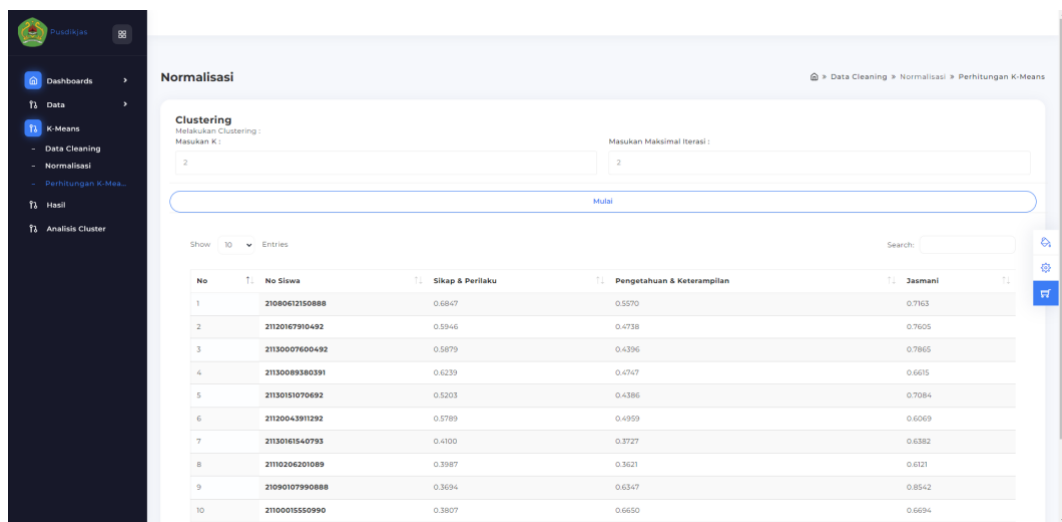 Pusdikjas
Dashboards
Data
K-Means
- Data Cleaning
- Normalisasi
- Perhitungan K-Mea...
Hasil
Analisis Cluster
Normalisasi
Data Cleaning » Normalisasi » Perhitungan K-Means
Clustering
Melakukan Clustering :
Masukan K : Masukan Maksimal Iterasi :
2 2
Mulai
Show 10 Entries Search:
No No Siswa Sikap & Perilaku Pengetahuan & Keterampilan Jasmani
1 21080612150888 0.6847 0.5570 0.7163
2 21120167910492 0.5946 0.4738 0.7605
3 21130007600492 0.5879 0.4396 0.7865
4 21130089380391 0.6239 0.4747 0.6615
5 21130151070692 0.5203 0.4386 0.7084
6 21120043911292 0.5789 0.4959 0.6069
7 21130161540793 0.4100 0.3727 0.6382
8 21110206201089 0.3987 0.3621 0.6121
9 21090107990888 0.3694 0.6347 0.8542
10 21100015550990 0.3807 0.6650 0.6694